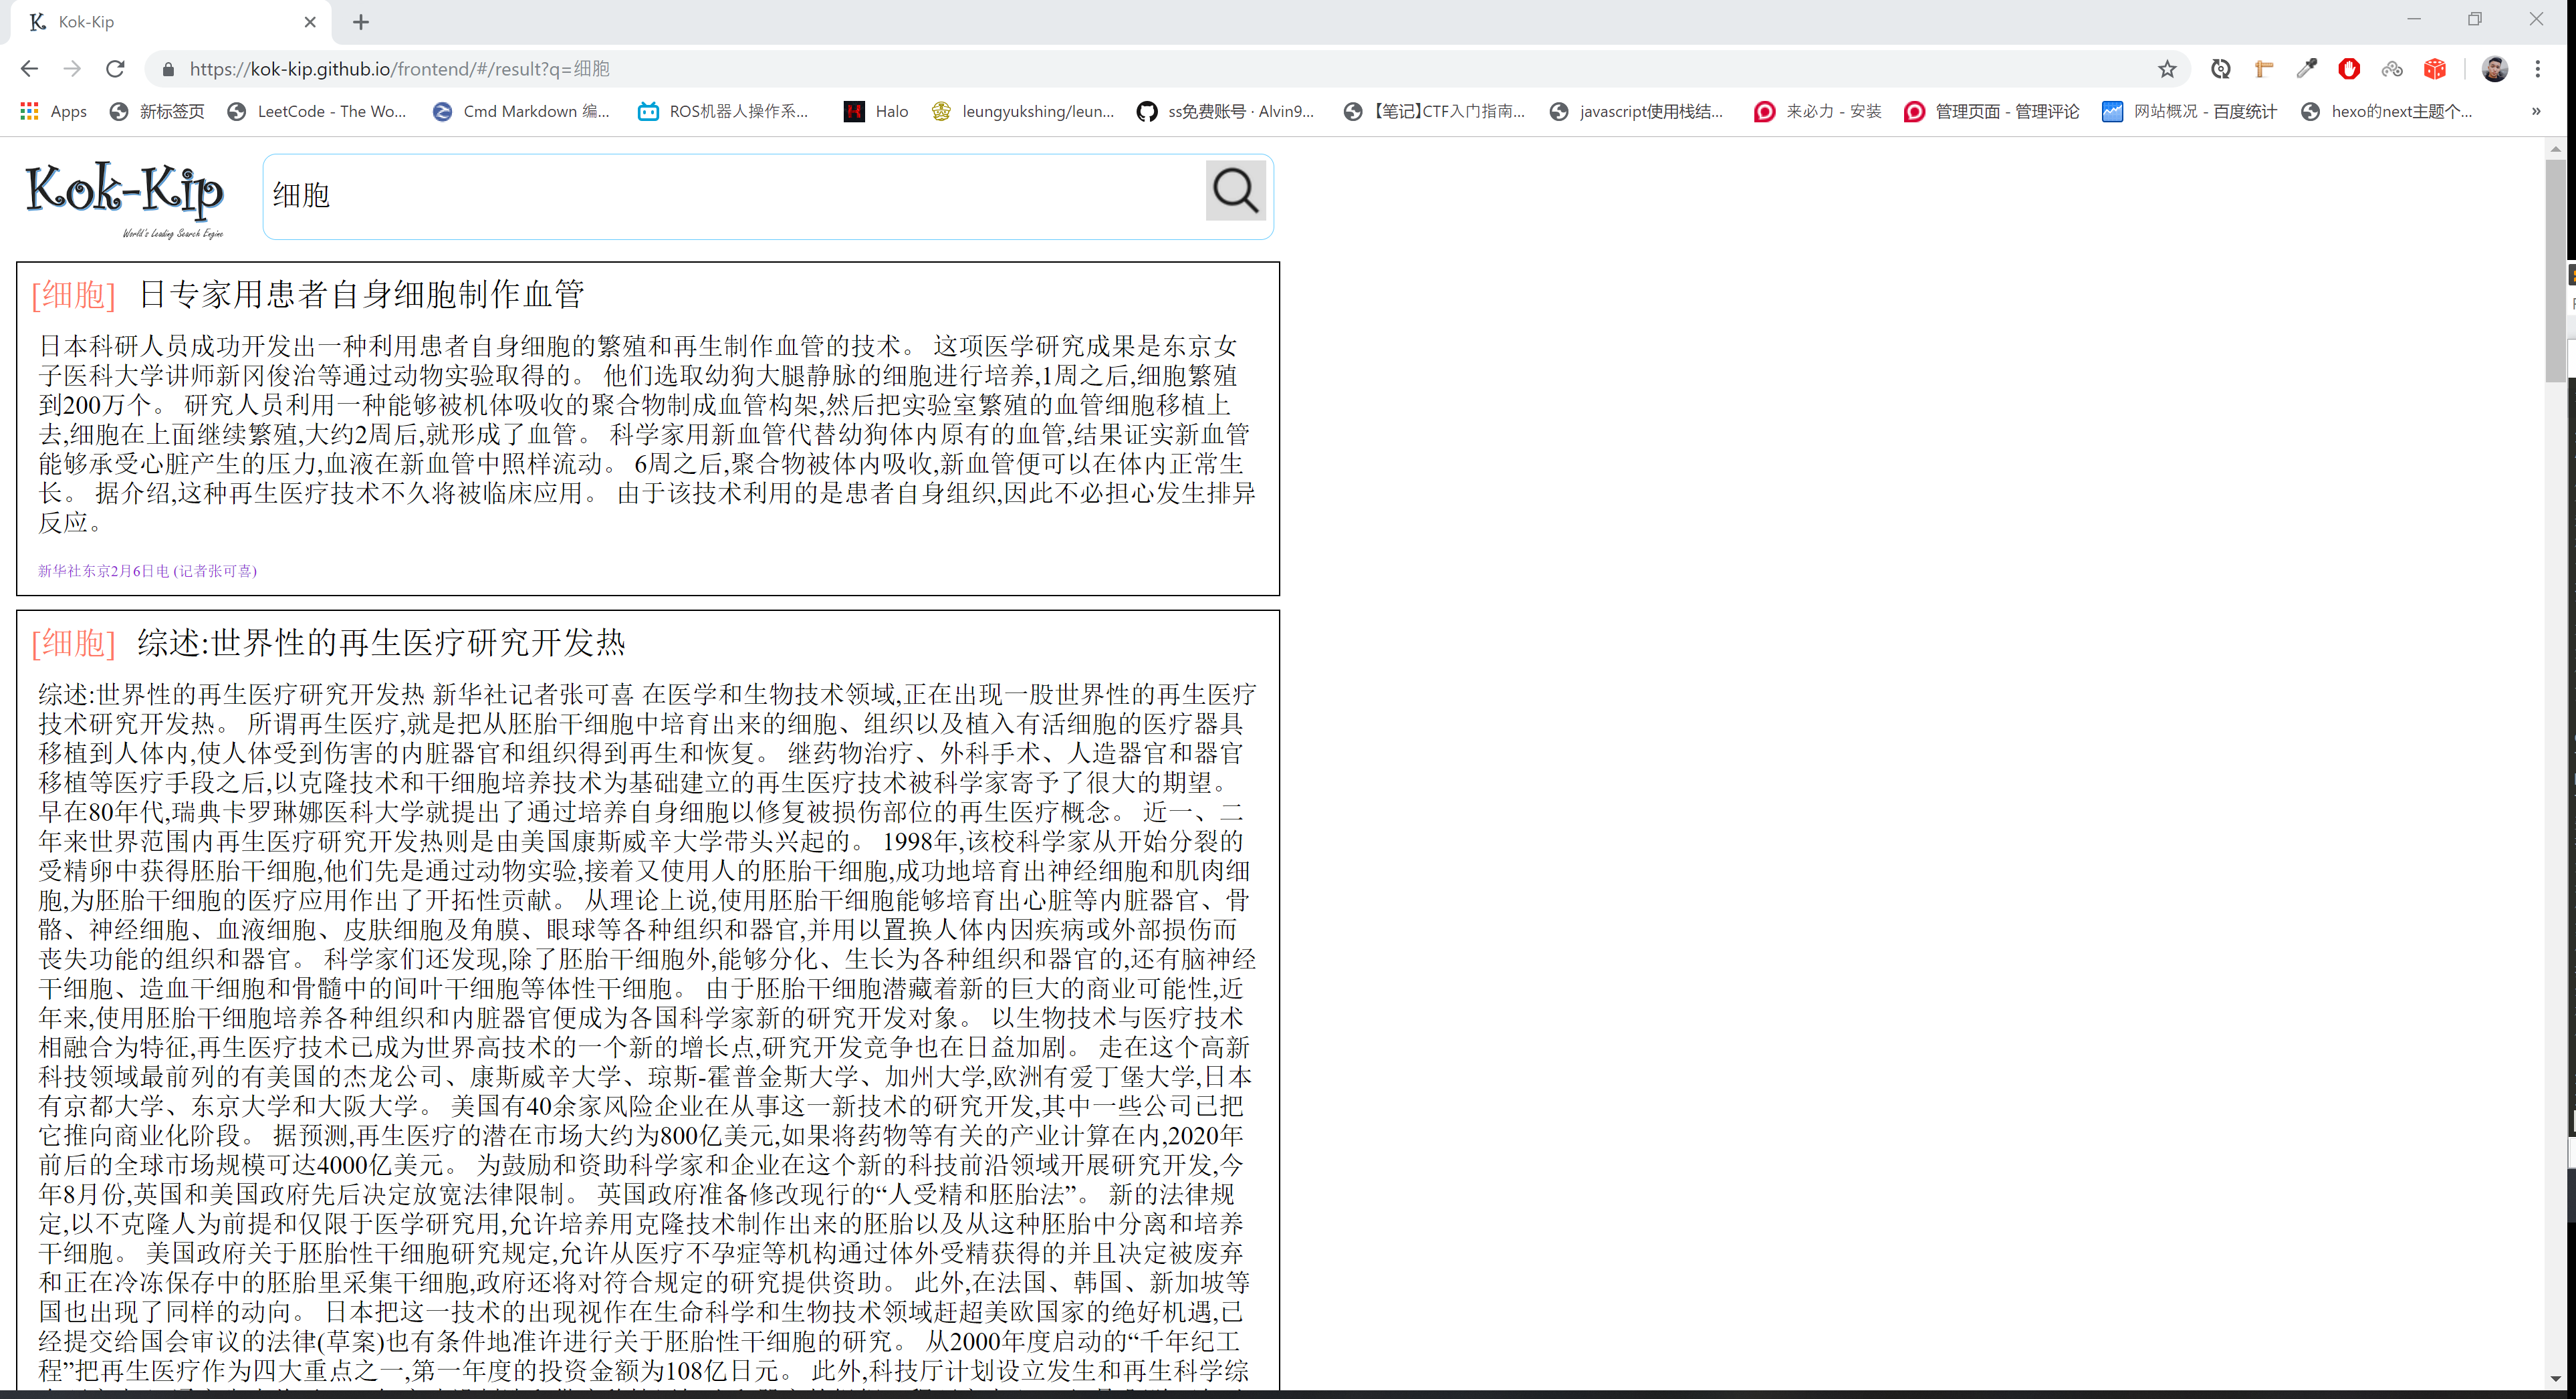 Kok-Kip
https://kok-kip.github.io/frontend/#/result?q=细胞
Apps 新标签页 LeetCode - The Wo... Cmd Markdown 编... ROS机器人操作系... Halo leungyukshing/leun... ss免费账号 · Alvin9... 【笔记】CTF入门指南... javascript使用栈结... 来必力 - 安装 管理页面 - 管理评论 网站概况 - 百度统计 hexo的next主题个... »
Kok-Kip
World's Leading Search Engine
细胞
[细胞] 日专家用患者自身细胞制作血管
日本科研人员成功开发出一种利用患者自身细胞的繁殖和再生制作血管的技术。 这项医学研究成果是东京女
子医科大学讲师新冈俊治等通过动物实验取得的。 他们选取幼狗大腿静脉的细胞进行培养,1周之后,细胞繁殖
到200万个。 研究人员利用一种能够被机体吸收的聚合物制成血管构架,然后把实验室繁殖的血管细胞移植上
去,细胞在上面继续繁殖,大约2周后,就形成了血管。 科学家用新血管代替幼狗体内原有的血管,结果证实新血管
能够承受心脏产生的压力,血液在新血管中照样流动。 6周之后,聚合物被体内吸收,新血管便可以在体内正常生
长。 据介绍,这种再生医疗技术不久将被临床应用。 由于该技术利用的是患者自身组织,因此不必担心发生排异
反应。
新华社东京2月6日电 (记者张可喜)
[细胞] 综述:世界性的再生医疗研究开发热
综述:世界性的再生医疗研究开发热 新华社记者张可喜 在医学和生物技术领域,正在出现一股世界性的再生医疗
技术研究开发热。 所谓再生医疗,就是把从胚胎干细胞中培育出来的细胞、组织以及植入有活细胞的医疗器具
移植到人体内,使人体受到伤害的内脏器官和组织得到再生和恢复。 继药物治疗、外科手术、人造器官和器官
移植等医疗手段之后,以克隆技术和干细胞培养技术为基础建立的再生医疗技术被科学家寄予了很大的期望。
早在80年代,瑞典卡罗琳娜医科大学就提出了通过培养自身细胞以修复被损伤部位的再生医疗概念。 近一、二
年来世界范围内再生医疗研究开发热则是由美国康斯威辛大学带头兴起的。 1998年,该校科学家从开始分裂的
受精卵中获得胚胎干细胞,他们先是通过动物实验,接着又使用人的胚胎干细胞,成功地培育出神经细胞和肌肉细
胞,为胚胎干细胞的医疗应用作出了开拓性贡献。 从理论上说,使用胚胎干细胞能够培育出心脏等内脏器官、骨
骼、神经细胞、血液细胞、皮肤细胞及角膜、眼球等各种组织和器官,并用以置换人体内因疾病或外部损伤而
丧失功能的组织和器官。 科学家们还发现,除了胚胎干细胞外,能够分化、生长为各种组织和器官的,还有脑神经
干细胞、造血干细胞和骨髓中的间叶干细胞等体性干细胞。 由于胚胎干细胞潜藏着新的巨大的商业可能性,近
年来,使用胚胎干细胞培养各种组织和内脏器官便成为各国科学家新的研究开发对象。 以生物技术与医疗技术
相融合为特征,再生医疗技术已成为世界高技术的一个新的增长点,研究开发竞争也在日益加剧。 走在这个高新
科技领域最前列的有美国的杰龙公司、康斯威辛大学、琼斯-霍普金斯大学、加州大学,欧洲有爱丁堡大学,日本
有京都大学、东京大学和大阪大学。 美国有40余家风险企业在从事这一新技术的研究开发,其中一些公司已把
它推向商业化阶段。 据预测,再生医疗的潜在市场大约为800亿美元,如果将药物等有关的产业计算在内,2020年
前后的全球市场规模可达4000亿美元。 为鼓励和资助科学家和企业在这个新的科技前沿领域开展研究开发,今
年8月份,英国和美国政府先后决定放宽法律限制。 英国政府准备修改现行的“人受精和胚胎法”。 新的法律规
定,以不克隆人为前提和仅限于医学研究用,允许培养用克隆技术制作出来的胚胎以及从这种胚胎中分离和培养
干细胞。 美国政府关于胚胎性干细胞研究规定,允许从医疗不孕症等机构通过体外受精获得的并且决定被废弃
和正在冷冻保存中的胚胎里采集干细胞,政府还将对符合规定的研究提供资助。 此外,在法国、韩国、新加坡等
国也出现了同样的动向。 日本把这一技术的出现视作在生命科学和生物技术领域赶超美欧国家的绝好机遇,已
经提交给国会审议的法律(草案)也有条件地准许进行关于胚胎性干细胞的研究。 从2000年度启动的“千年纪工
程”把再生医疗作为四大重点之一,第一年度的投资金额为108亿日元。 此外,科技厅计划设立发生和再生科学综